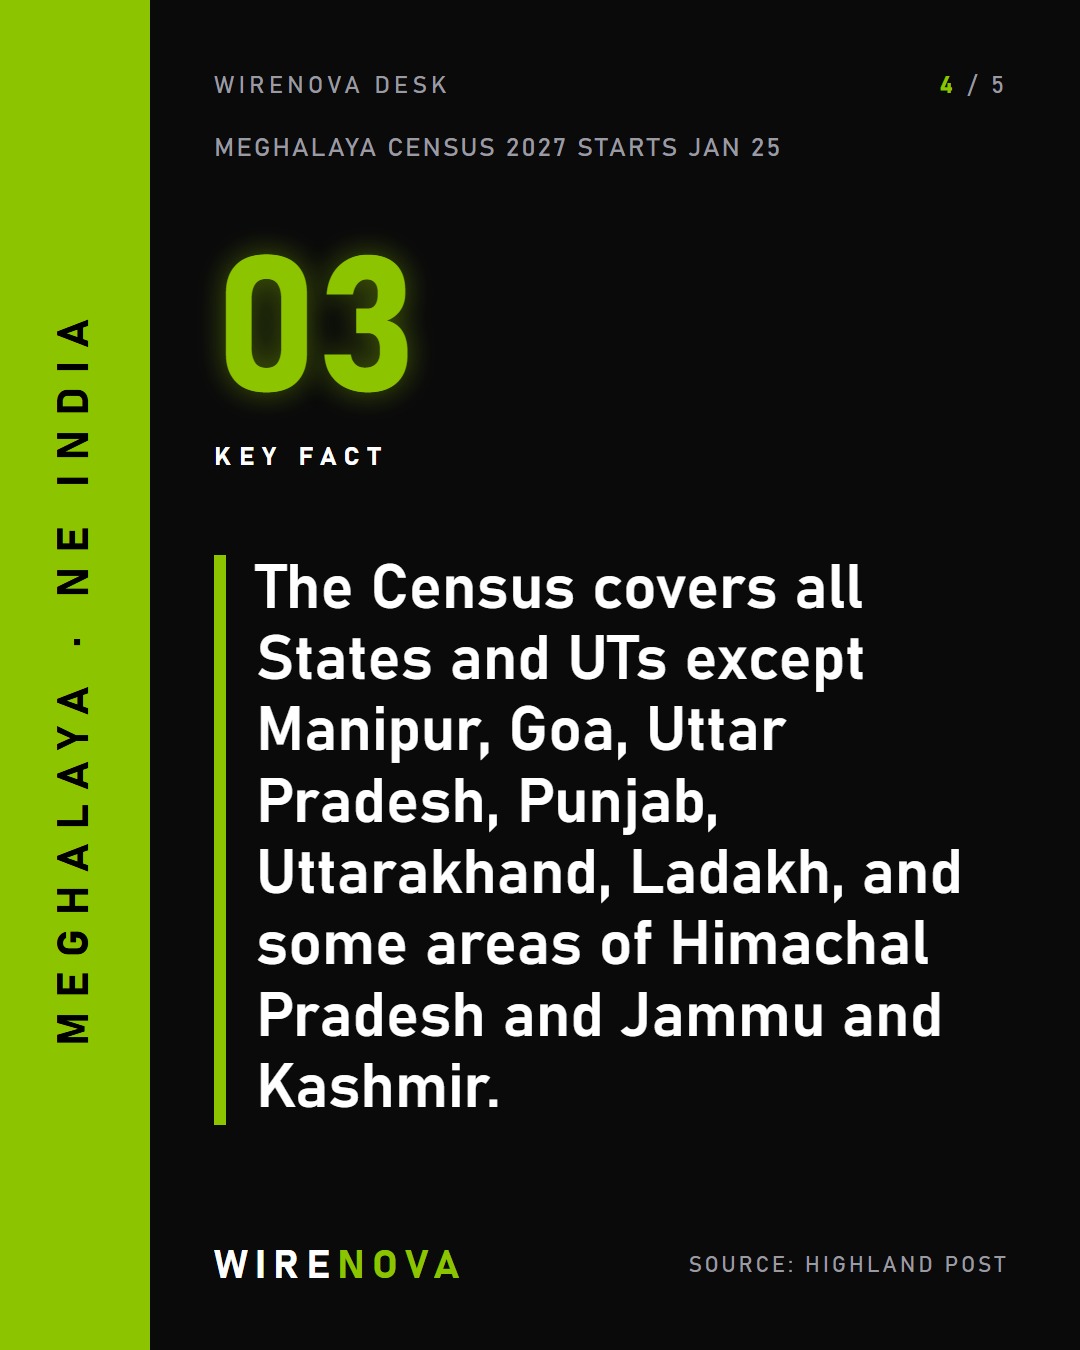 WIRENOVA DESK
4 / 5
MEGHALAYA CENSUS 2027 STARTS JAN 25
03
KEY FACT
MEGHALAYA · NE INDIA
The Census covers all
States and UTs except
Manipur, Goa, Uttar
Pradesh, Punjab,
Uttarakhand, Ladakh, and
some areas of Himachal
Pradesh and Jammu and
Kashmir.
WIRENOVA
SOURCE: HIGHLAND POST